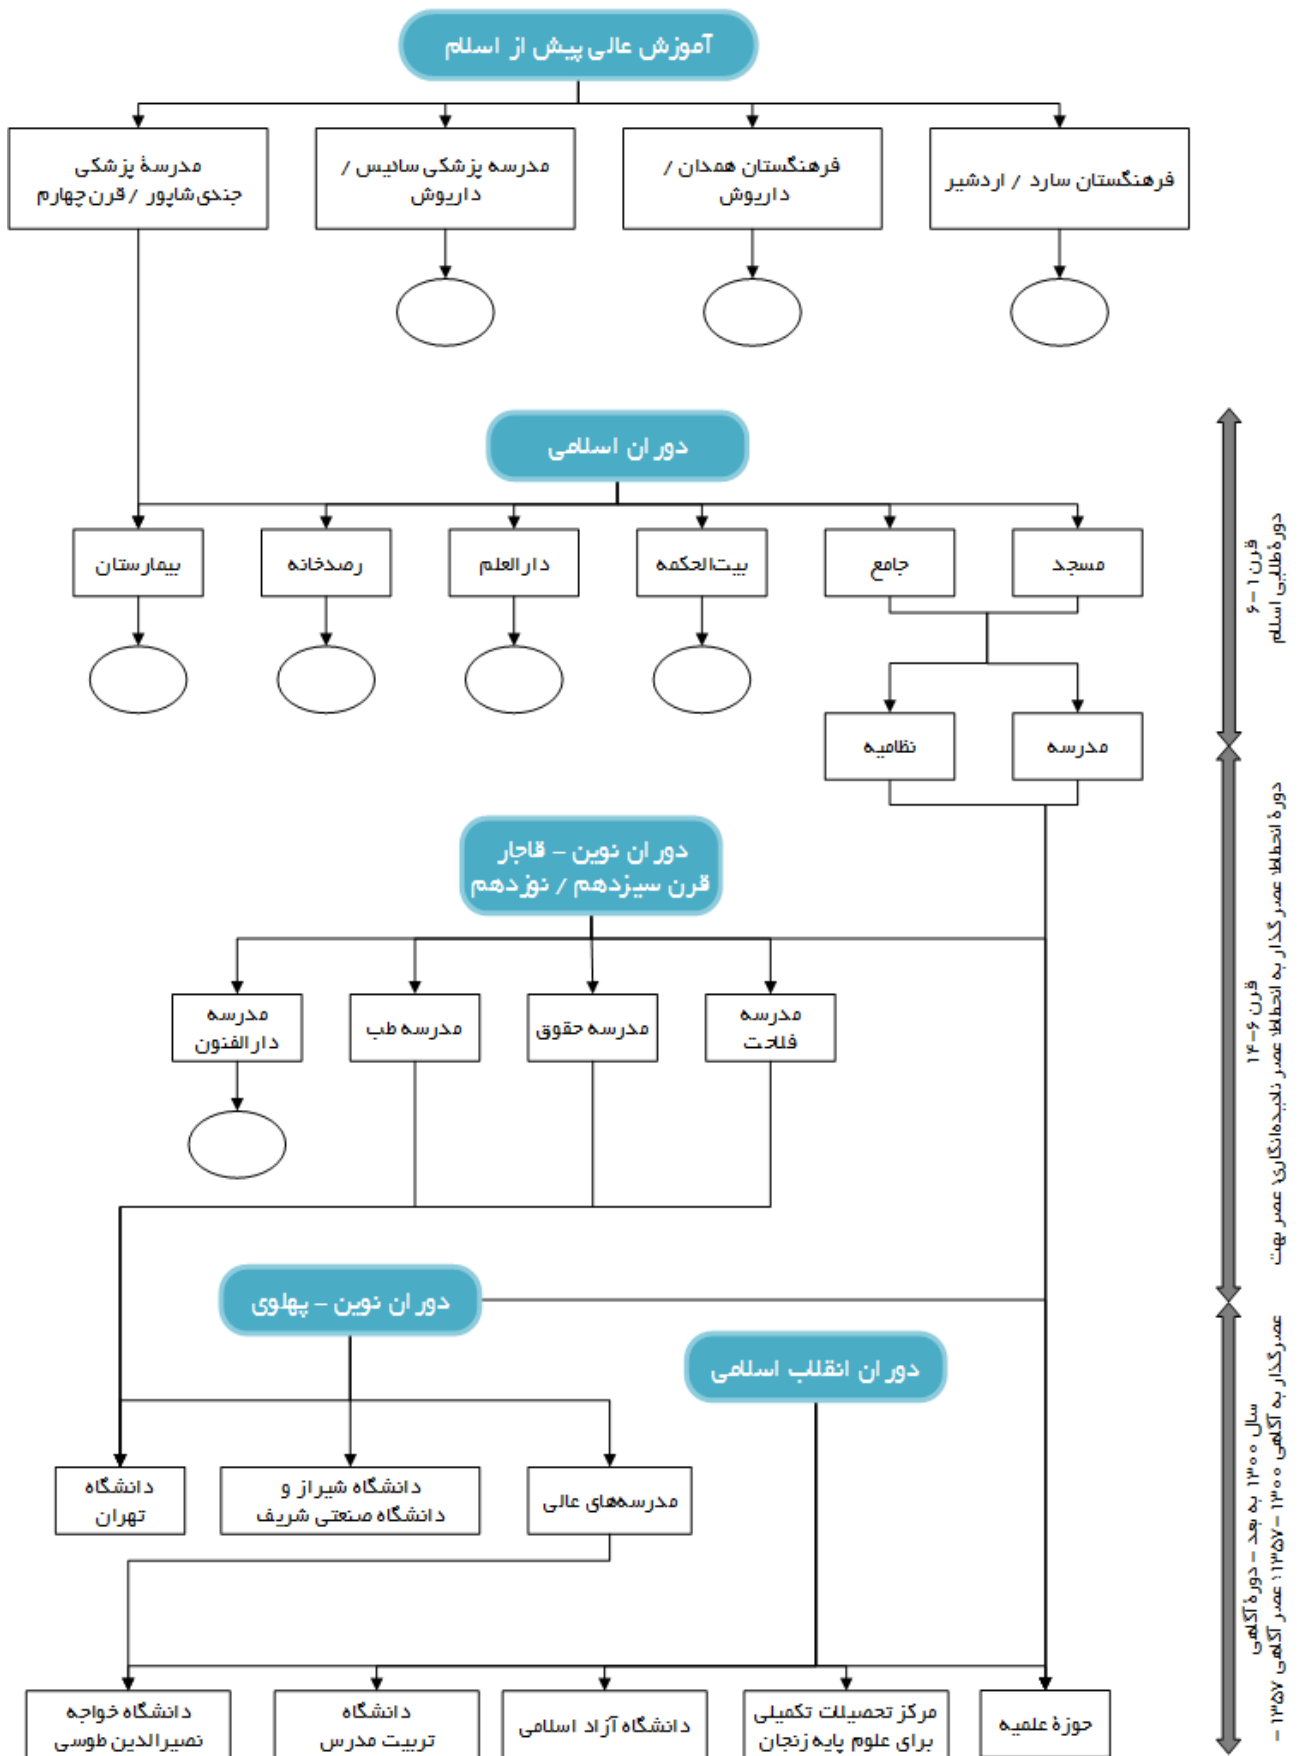 آموزش عالی پیش از اسلام
فرهنگستان سارد / اردشیر
فرهنگستان همدان /
داریوش
مدرسه پزشکی سائیس /
داریوش
مدرسهٔ پزشکی
جندی‌شاپور / قرن چهارم
دوران اسلامی
مسجد
جامع
بیت‌الحکمه
دارالعلم
رصدخانه
بیمارستان
مدرسه
نظامیه
دورهٔ طلایی اسلام
قرن ۱ – ۶
دوران نوین – قاجار
قرن سیزدهم / نوزدهم
مدرسه
فلاحت
مدرسه حقوق
مدرسه طب
مدرسه
دارالفنون
دورهٔ انحطاط؛ عصر گذار به انحطاط؛ عصر نادیده‌انگاری؛ عصر بهت
قرن ۶–۱۴
دوران نوین – پهلوی
دوران انقلاب اسلامی
مدرسه‌های عالی
دانشگاه شیراز و
دانشگاه صنعتی شریف
دانشگاه
تهران
سال ۱۳۰۰ به بعد – دورهٔ آگاهی
عصر گذار به آگاهی ۱۳۰۰–۱۳۵۷؛ عصر آگاهی ۱۳۵۷ –
حوزهٔ علمیه
مرکز تحصیلات تکمیلی
برای علوم پایه زنجان
دانشگاه آزاد اسلامی
دانشگاه
تربیت مدرس
دانشگاه خواجه
نصیرالدین طوسی